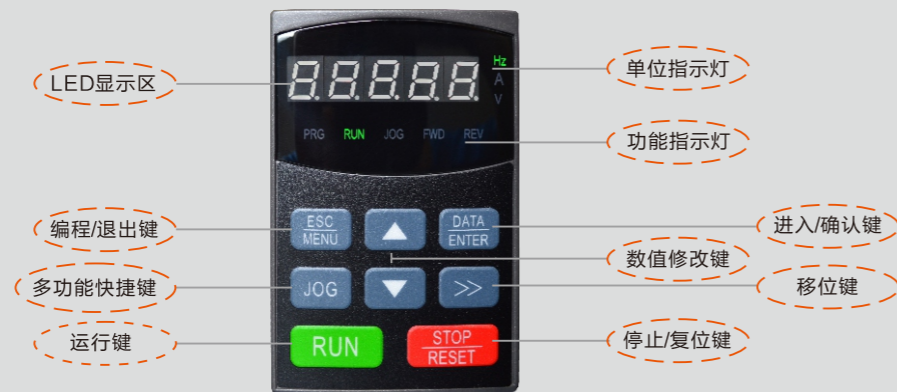 LED显示区
8.8.8.8.8.
Hz
A
V
单位指示灯
PRG RUN JOG FWD REV
功能指示灯
编程/退出键
ESC
MENU
DATA
ENTER
进入/确认键
数值修改键
多功能快捷键
JOG
>>
移位键
运行键
RUN
STOP
RESET
停止/复位键